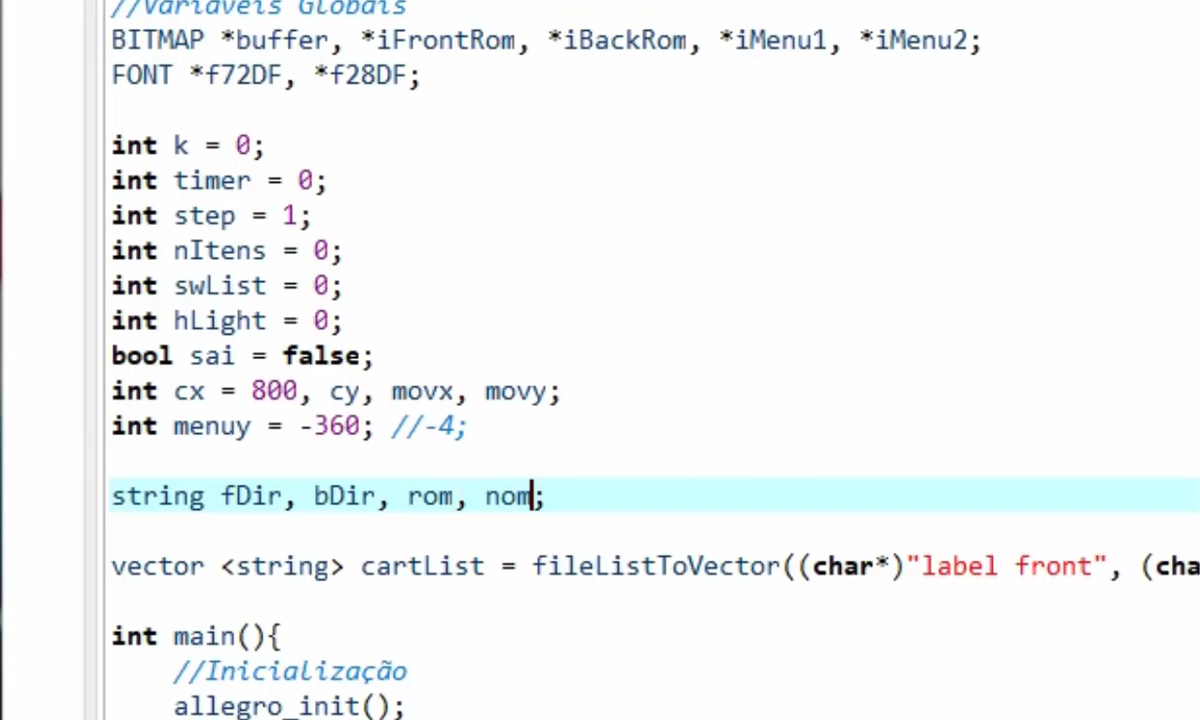 //Variáveis Globais
BITMAP *buffer, *iFrontRom, *iBackRom, *iMenu1, *iMenu2;
FONT *f72DF, *f28DF;
int k = 0;
int timer = 0;
int step = 1;
int nItens = 0;
int swList = 0;
int hLight = 0;
bool sai = false;
int cx = 800, cy, movx, movy;
int menuy = -360; //-4;
string fDir, bDir, rom, nom;
vector <string> cartList = fileListToVector((char*)"label front", (cha
int main(){
//Inicialização
allegro_init();